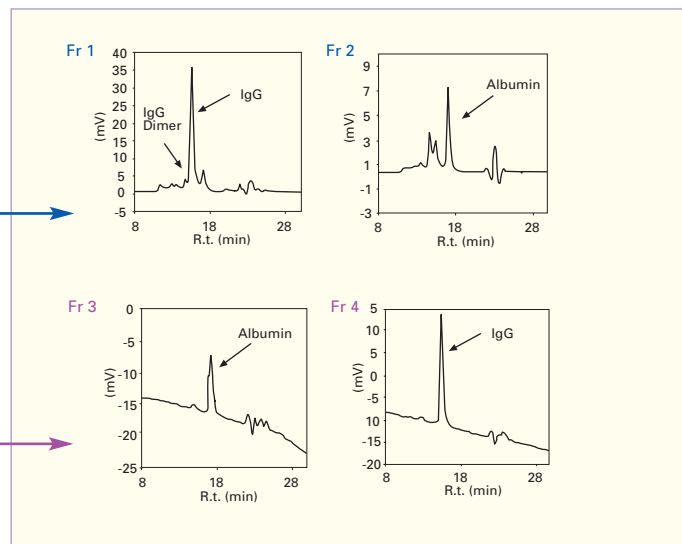 Fr 1
40
35
30
25
20
15
10
5
0
-5
(mV)
IgG
Dimer
IgG
8
18
28
R.t. (min)
Fr 2
9
7
5
3
1
-1
-3
(mV)
Albumin
8
18
28
R.t. (min)
Fr 3
0
-5
-10
-15
-20
-25
(mV)
Albumin
8
18
28
R.t. (min)
Fr 4
5
10
5
0
-5
10
-15
-20
(mV)
IgG
8
18
28
R.t. (min)